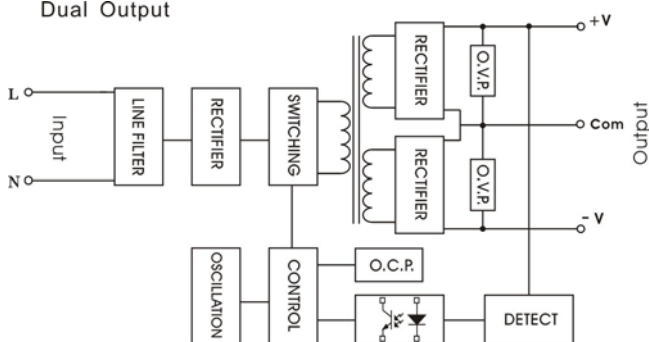 Dual Output
L
Input
N
LINE FILTER
RECTIFIER
SWITCHING
RECTIFIER
RECTIFIER
O.V.P.
O.V.P.
+V
Com
- V
Output
OSCILLATION
CONTROL
O.C.P.
DETECT